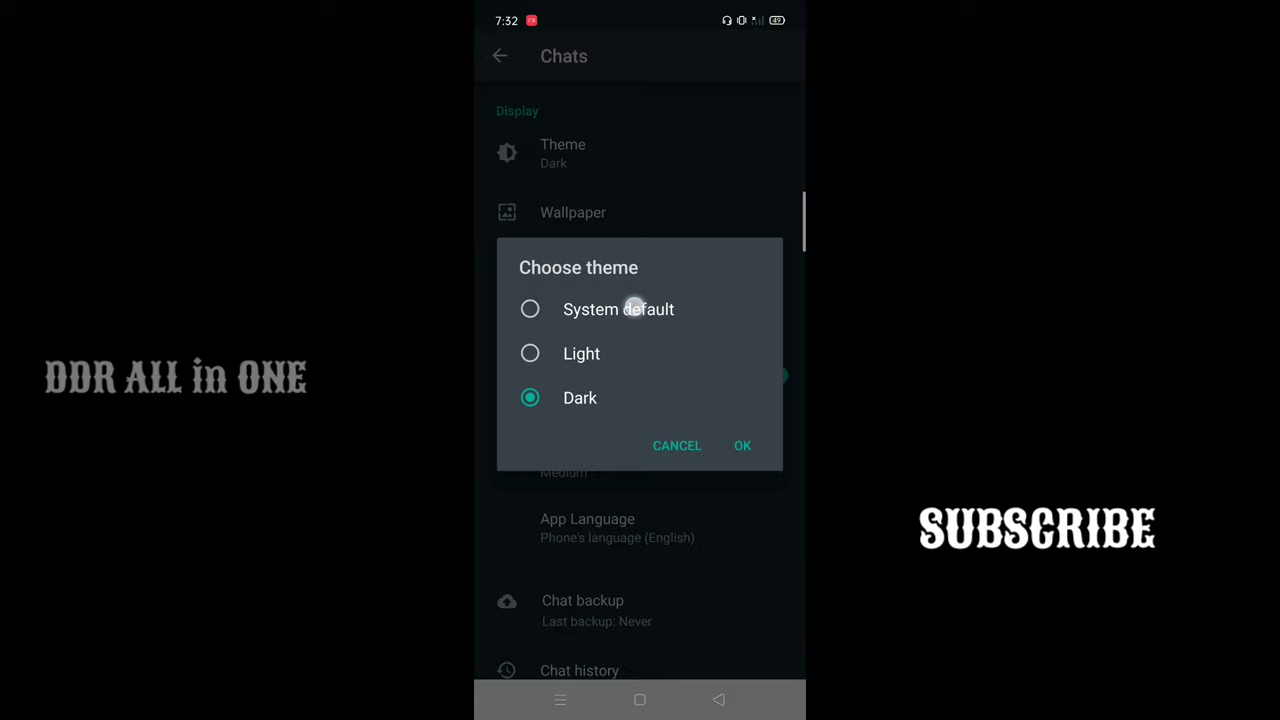 7:32
49
Chats
Display
Theme
Dark
Wallpaper
Choose theme
System default
Light
Dark
CANCEL OK
Medium
App Language
Phone's language (English)
Chat backup
Last backup: Never
Chat history
DDR ALL in ONE
SUBSCRIBE